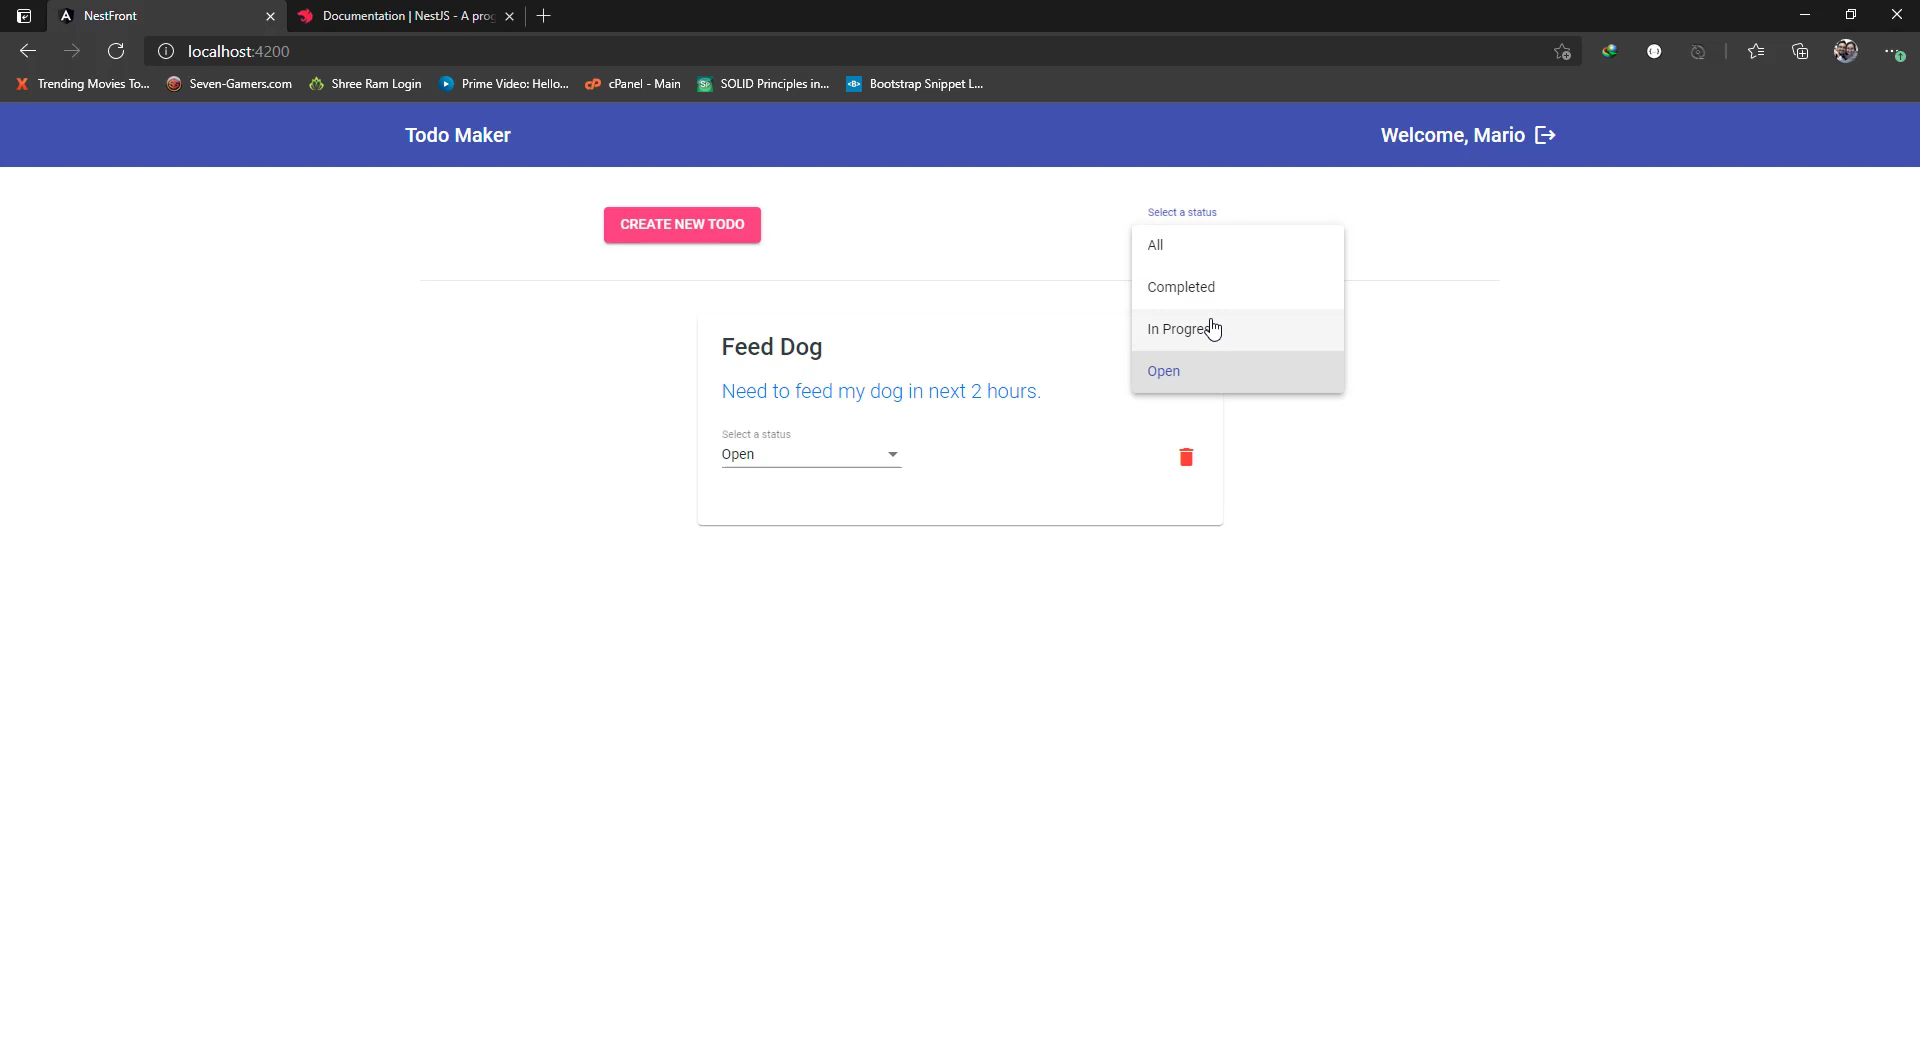 NestFront
Documentation | NestJS - A prog
localhost:4200
Trending Movies To...
Seven-Gamers.com
Shree Ram Login
Prime Video: Hello...
cPanel - Main
SOLID Principles in...
Bootstrap Snippet L...
Todo Maker
Welcome, Mario
CREATE NEW TODO
Select a status
All
Completed
In Progre
Open
Feed Dog
Need to feed my dog in next 2 hours.
Select a status
Open